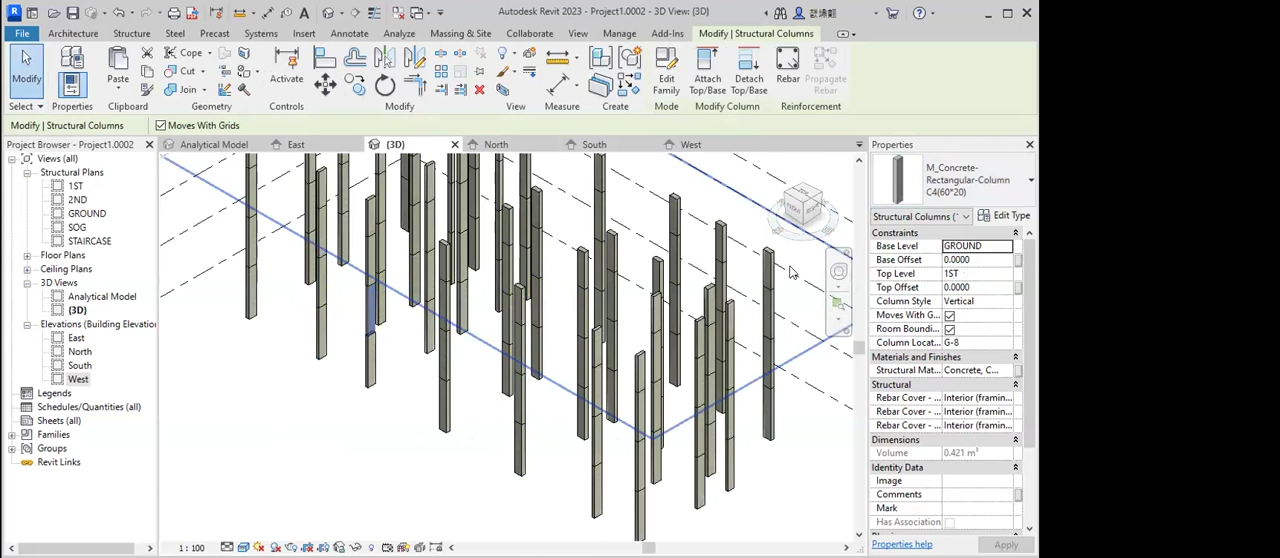 Autodesk Revit 2023 - Project1.0002 - 3D View: {3D}
File Architecture Structure Steel Precast Systems Insert Annotate Analyze Massing & Site Collaborate View Manage Add-Ins Modify | Structural Columns
Modify
Paste
Cope
Cut
Join
Activate
Edit
Family
Attach
Top/Base
Detach
Top/Base
Rebar
Propagate
Rebar
Select Properties Clipboard Geometry Controls Modify View Measure Create Mode Modify Column Reinforcement
Modify | Structural Columns Moves With Grids
Project Browser - Project1.0002
Views (all)
Structural Plans
1ST
2ND
GROUND
SOG
STAIRCASE
Floor Plans
Ceiling Plans
3D Views
Analytical Model
{3D}
Elevations (Building Elevatio
East
North
South
West
Legends
Schedules/Quantities (all)
Sheets (all)
Families
Groups
Revit Links
Analytical Model East {3D} North South West
1 : 100
Properties
M_Concrete-
Rectangular-Column
C4(60*20)
Structural Columns (
Edit Type
Constraints
Base Level GROUND
Base Offset 0.0000
Top Level 1ST
Top Offset 0.0000
Column Style Vertical
Moves With G...
Room Boundi...
Column Locat... G-8
Materials and Finishes
Structural Mat... Concrete, C...
Structural
Rebar Cover - ... Interior (framin...
Rebar Cover - ... Interior (framin...
Rebar Cover - ... Interior (framin...
Dimensions
Volume 0.421 m³
Identity Data
Image
Comments
Mark
Has Association
Properties help
Apply